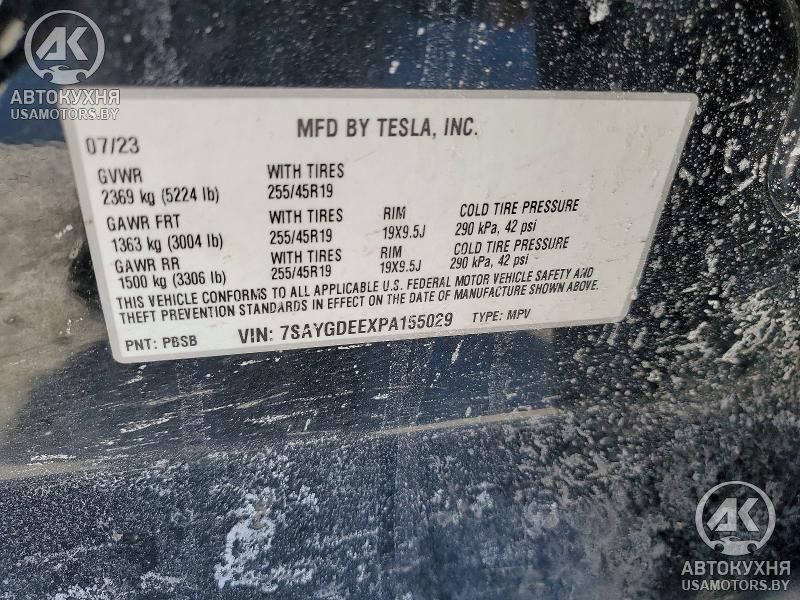 AK
АВТОКУХНЯ
USAMOTORS.BY
07/23
MFD BY TESLA, INC.
GVWR WITH TIRES
2369 kg (5224 lb) 255/45R19
GAWR FRT WITH TIRES RIM COLD TIRE PRESSURE
1363 kg (3004 lb) 255/45R19 19X9.5J 290 kPa, 42 psi
GAWR RR WITH TIRES RIM COLD TIRE PRESSURE
1500 kg (3306 lb) 255/45R19 19X9.5J 290 kPa, 42 psi
THIS VEHICLE CONFORMS TO ALL APPLICABLE U.S. FEDERAL MOTOR VEHICLE SAFETY AND
THEFT PREVENTION STANDARDS IN EFFECT ON THE DATE OF MANUFACTURE SHOWN ABOVE.
PNT: PBSB VIN: 7SAYGDEEXPA155029 TYPE: MPV
AK
АВТОКУХНЯ
USAMOTORS.BY